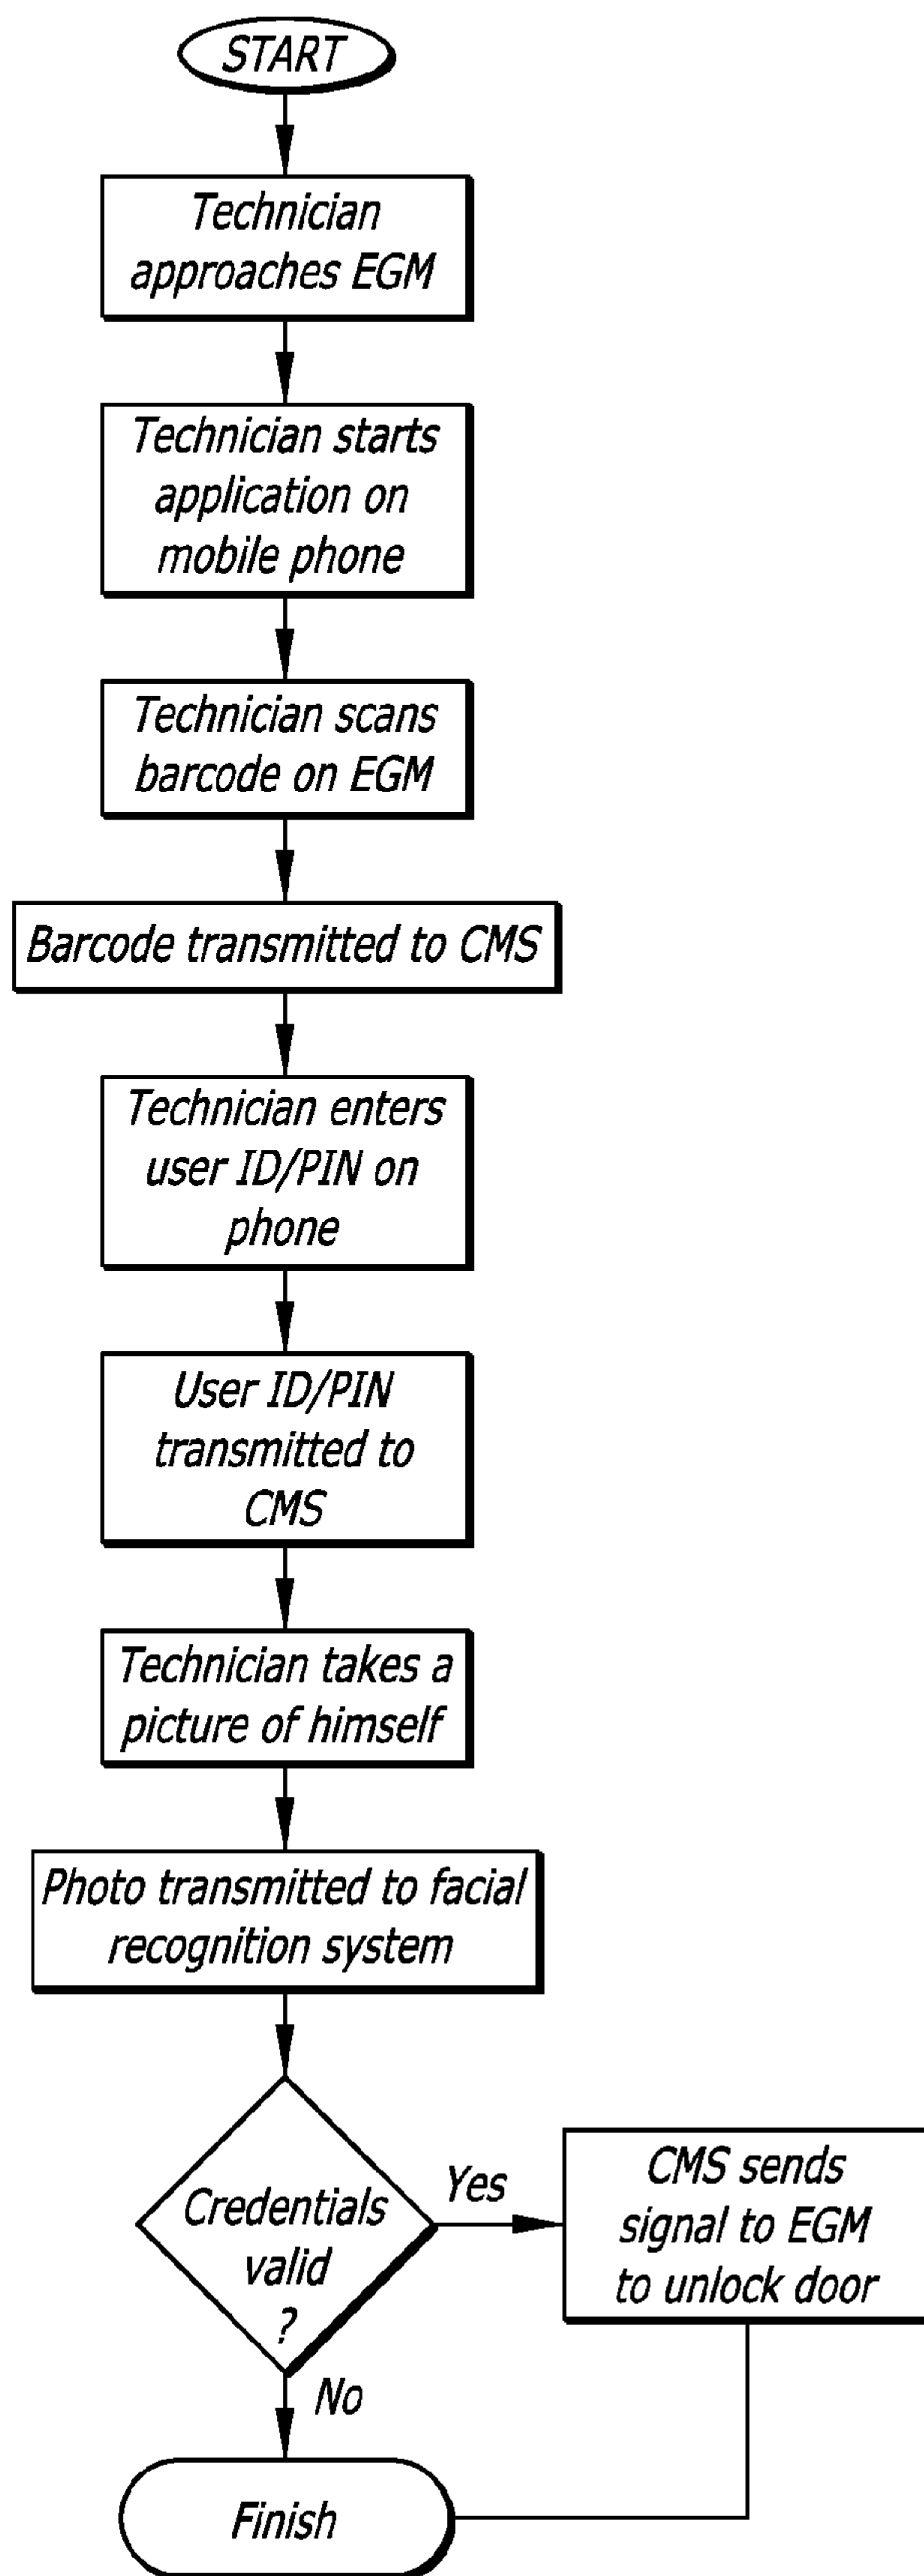 START
Technician
approaches EGM
Technician starts
application on
mobile phone
Technician scans
barcode on EGM
Barcode transmitted to CMS
Technician enters
user ID/PIN on
phone
User ID/PIN
transmitted to
CMS
Technician takes a
picture of himself
Photo transmitted to facial
recognition system
Credentials
valid
?
Yes
CMS sends
signal to EGM
to unlock door
No
Finish